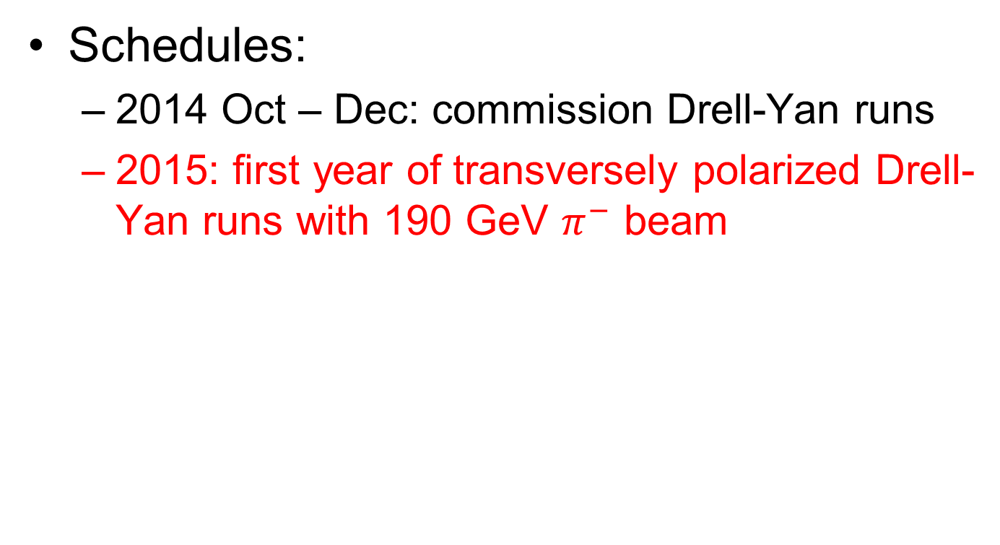 • Schedules:
– 2014 Oct – Dec: commission Drell-Yan runs
– 2015: first year of transversely polarized Drell-
Yan runs with 190 GeV π⁻ beam